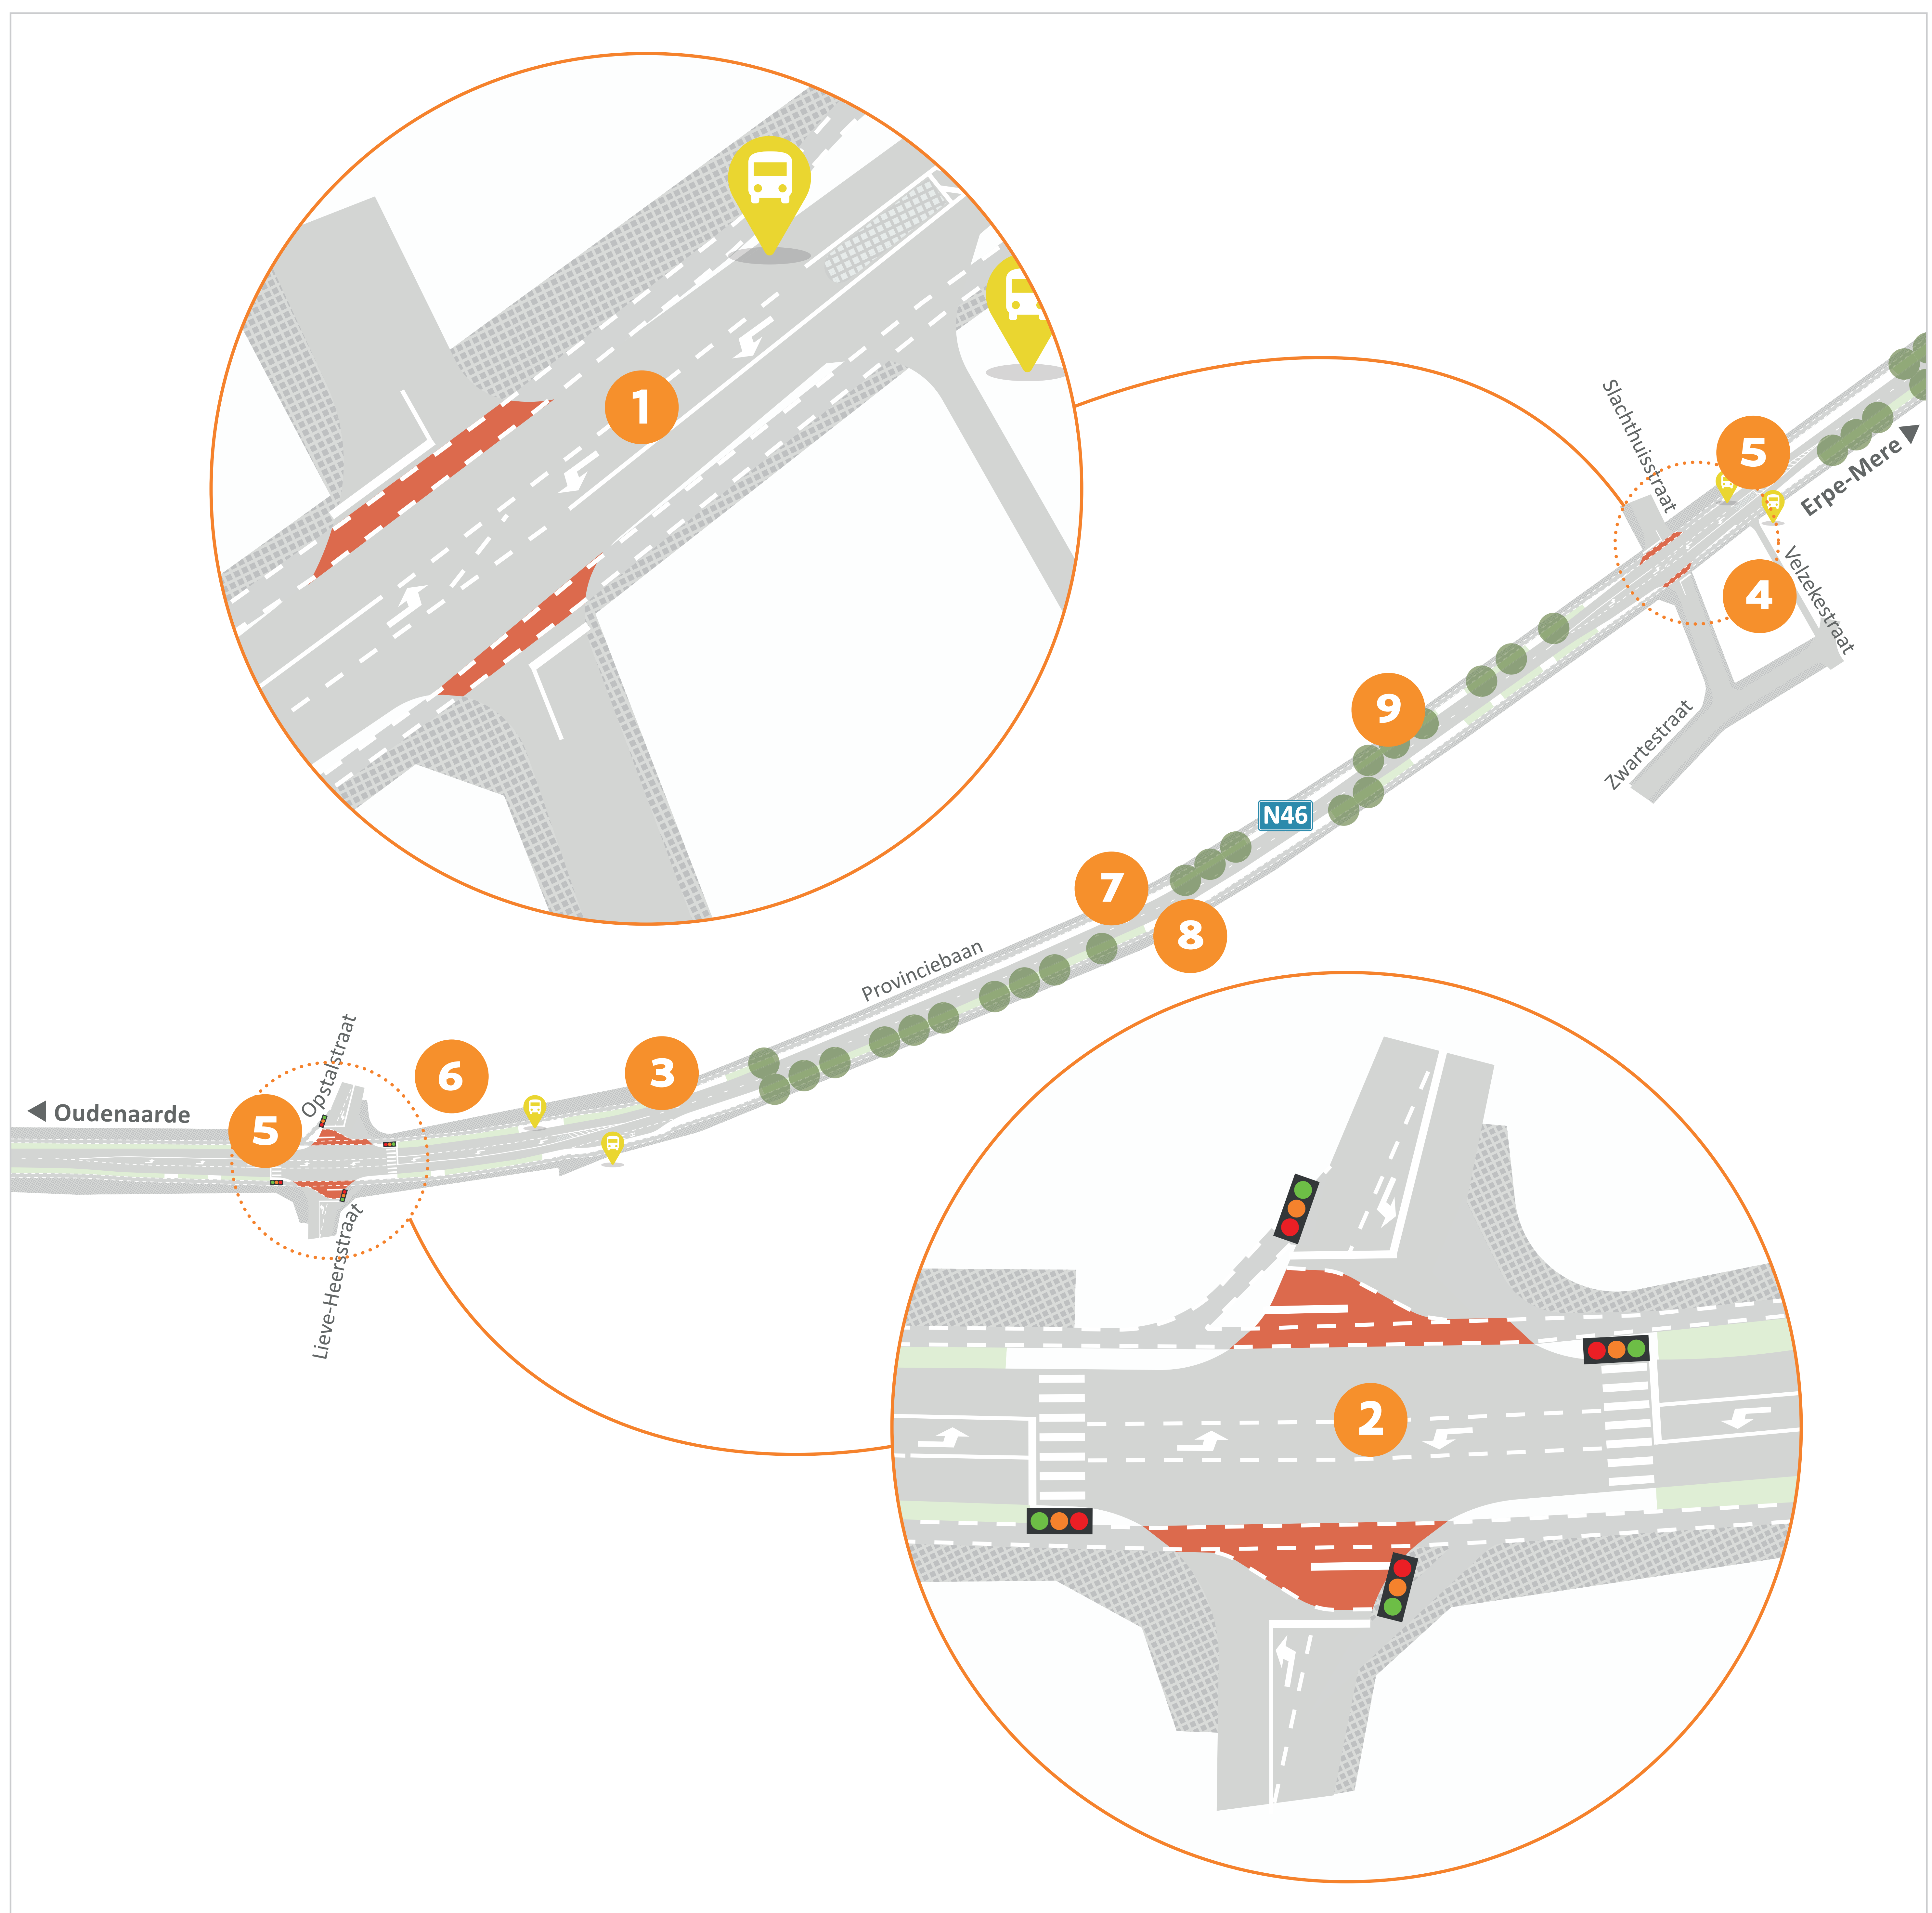 1
Slachthuisstraat
5
Erpe-Mere
4
Velzekestraat
Zwartestraat
9
N46
7
8
Provinciebaan
3
6
Opstalstraat
Oudenaarde
5
Lieve-Heersstraat
2